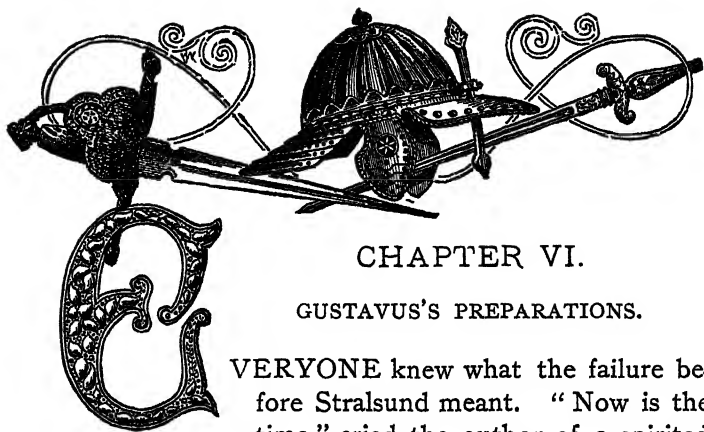 CHAPTER VI.
GUSTAVUS'S PREPARATIONS.
EVERYONE knew what the failure be-
fore Stralsund meant. “ Now is the
time,” cried the author of a spirited